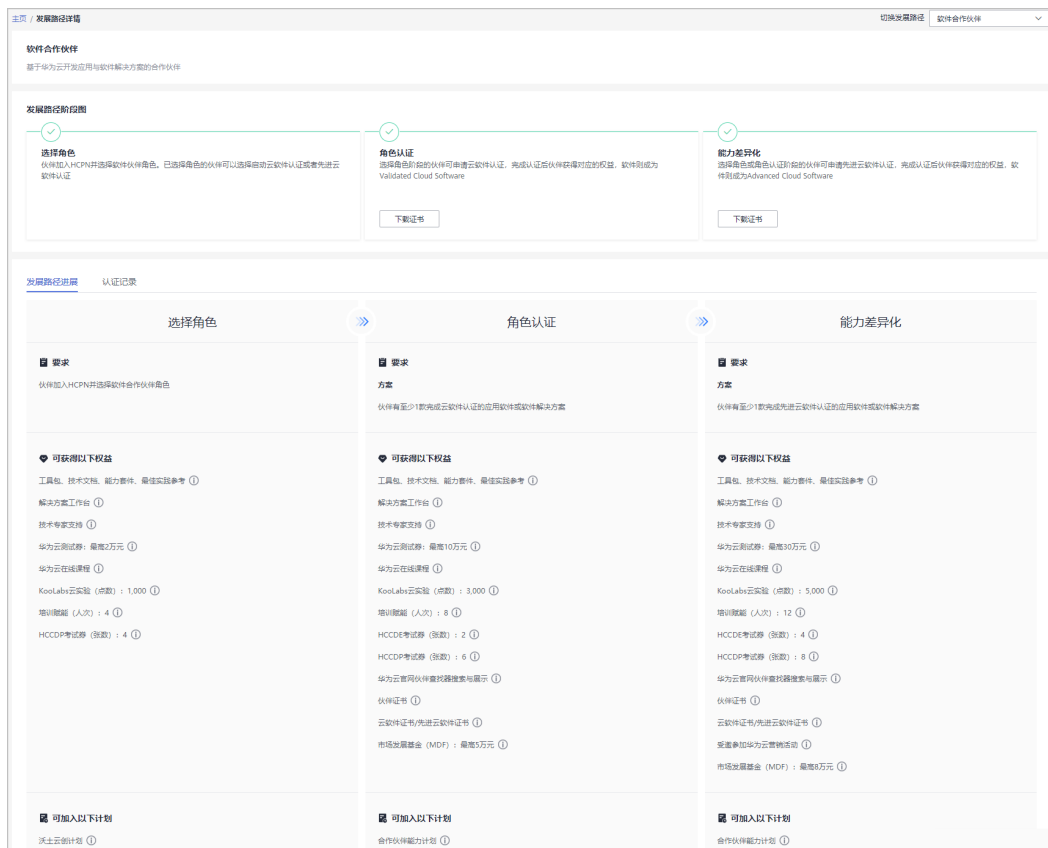 主页 / 发展路径详情
切换发展路径 软件合作伙伴
软件合作伙伴
基于华为云开发应用与软件解决方案的合作伙伴
发展路径阶段图
选择角色
伙伴加入HCPN并选择软件伙伴角色。已选择角色的伙伴可以选择启动云软件认证或者先进云
软件认证
角色认证
选择角色阶段的伙伴可申请云软件认证，完成认证后伙伴获得对应的权益，软件则成为
Validated Cloud Software
下载证书
能力差异化
选择角色或角色认证阶段的伙伴可申请先进云软件认证，完成认证后伙伴获得对应的权益，软
件则成为Advanced Cloud Software
下载证书
发展路径进展 认证记录
选择角色
要求
伙伴加入HCPN并选择软件合作伙伴角色
可获得以下权益
工具包、技术文档、能力套件、最佳实践参考
解决方案工作台
技术专家支持
华为云测试券：最高2万元
华为云在线课程
KooLabs云实验（点数）：1,000
培训赋能（人次）：4
HCCDP考试券（张数）：4
可加入以下计划
沃土云创计划
角色认证
要求
方案
伙伴有至少1款完成云软件认证的应用软件或软件解决方案
可获得以下权益
工具包、技术文档、能力套件、最佳实践参考
解决方案工作台
技术专家支持
华为云测试券：最高10万元
华为云在线课程
KooLabs云实验（点数）：3,000
培训赋能（人次）：8
HCCDE考试券（张数）：2
HCCDP考试券（张数）：6
华为云官网伙伴查找器搜索与展示
伙伴证书
云软件证书/先进云软件证书
市场发展基金（MDF）：最高5万元
可加入以下计划
合作伙伴能力计划
能力差异化
要求
方案
伙伴有至少1款完成先进云软件认证的应用软件或软件解决方案
可获得以下权益
工具包、技术文档、能力套件、最佳实践参考
解决方案工作台
技术专家支持
华为云测试券：最高30万元
华为云在线课程
KooLabs云实验（点数）：5,000
培训赋能（人次）：12
HCCDE考试券（张数）：4
HCCDP考试券（张数）：8
华为云官网伙伴查找器搜索与展示
伙伴证书
云软件证书/先进云软件证书
受邀参加华为云营销活动
市场发展基金（MDF）：最高8万元
可加入以下计划
合作伙伴能力计划